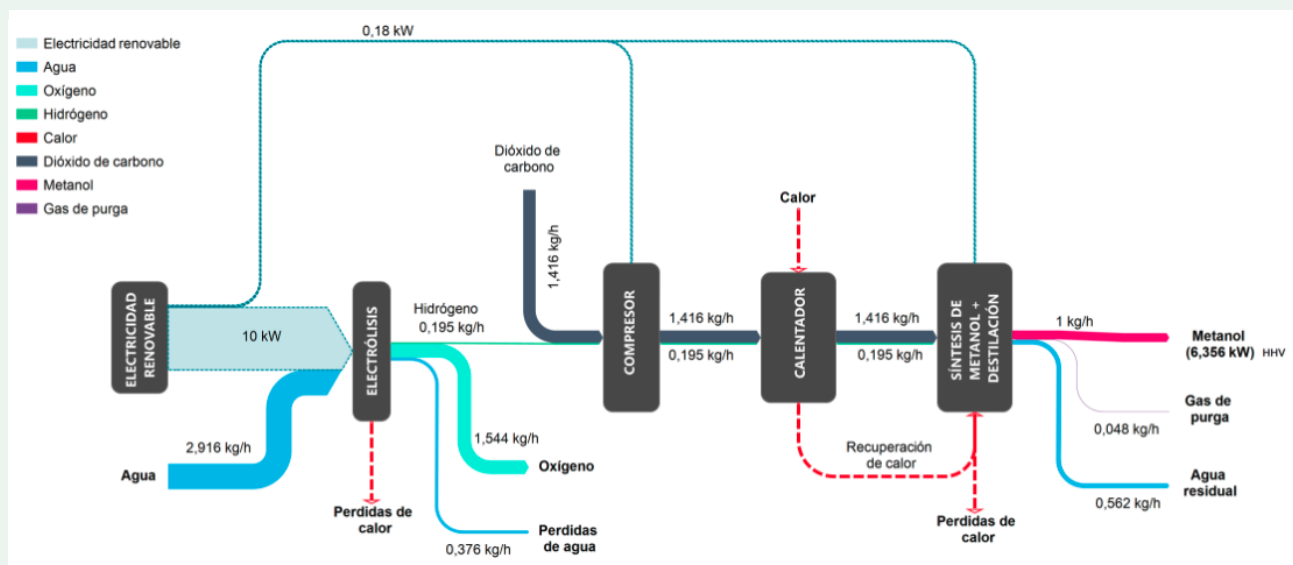 Electricidad renovable
Agua
Oxígeno
Hidrógeno
Calor
Dióxido de carbono
Metanol
Gas de purga
0,18 kW
Dióxido de
carbono
1,416 kg/h
Calor
ELECTRICIDAD
RENOVABLE
10 kW
ELECTRÓLISIS
Hidrógeno
0,195 kg/h
COMPRESOR
1,416 kg/h
0,195 kg/h
CALENTADOR
1,416 kg/h
0,195 kg/h
SÍNTESIS DE
METANOL +
DESTILACIÓN
1 kg/h
Metanol
(6,356 kW) HHV
Gas de
purga
0,048 kg/h
2,916 kg/h
Agua
1,544 kg/h
Oxígeno
Recuperación
de calor
Agua
residual
0,562 kg/h
Perdidas de
calor
0,376 kg/h
Perdidas
de agua
Perdidas de
calor